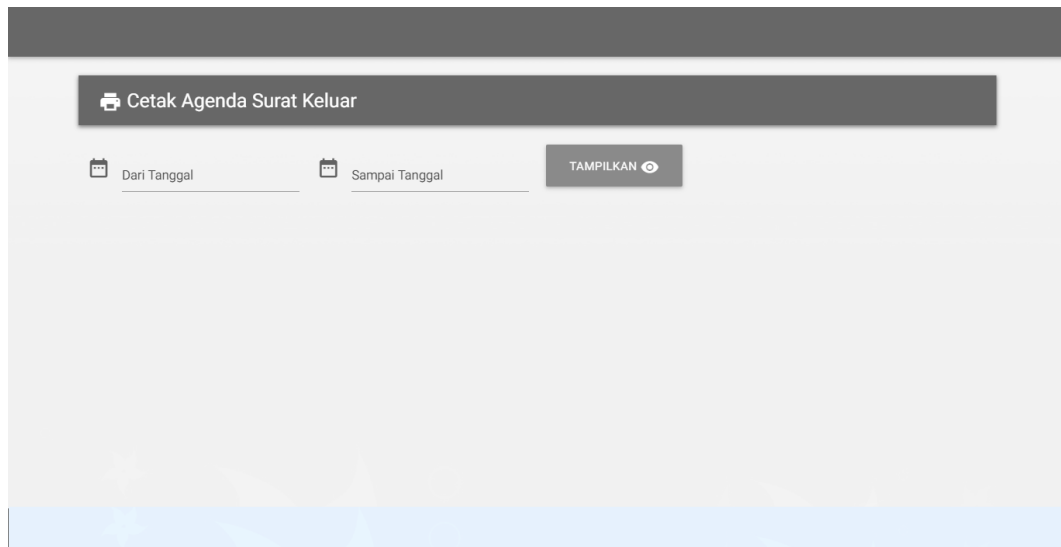 Cetak Agenda Surat Keluar
Dari Tanggal
Sampai Tanggal
TAMPILKAN